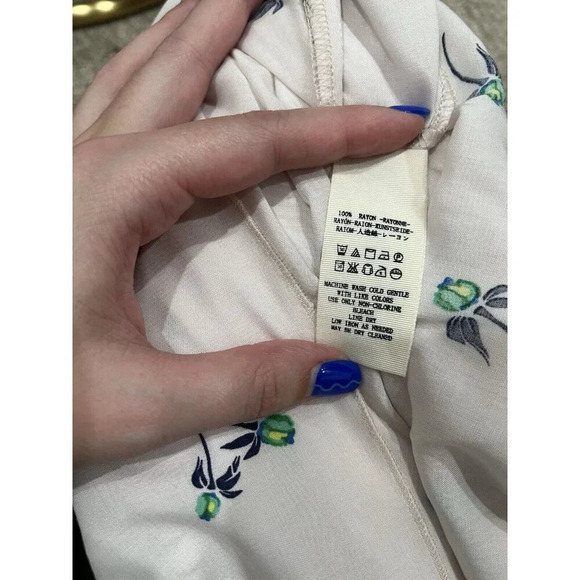 100% RAYON -RAYONNE-
RAYÓN-RAION-KUNSTSEIDE-
RAIOM-人造絲-レーヨン
MACHINE WASH COLD GENTLE
WITH LIKE COLORS
USE ONLY NON-CHLORINE
BLEACH
LINE DRY
LOW IRON AS NEEDED
MAY BE DRY CLEANED